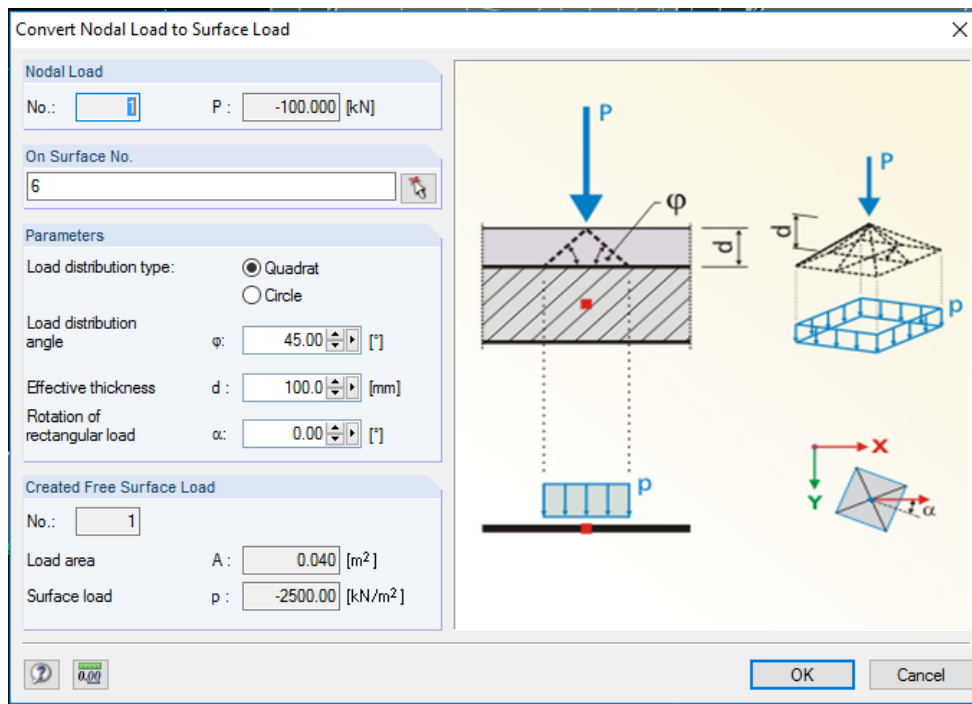 Convert Nodal Load to Surface Load
Nodal Load
No.: 1 P : -100.000 [kN]
On Surface No.
6
Parameters
Load distribution type: Quadrat
Circle
Load distribution
angle φ: 45.00 [°]
Effective thickness d : 100.0 [mm]
Rotation of
rectangular load α: 0.00 [°]
Created Free Surface Load
No.: 1
Load area A : 0.040 [m²]
Surface load p : -2500.00 [kN/m²]
P
φ
d
p
P
d
p
X
Y
α
0.00
OK Cancel